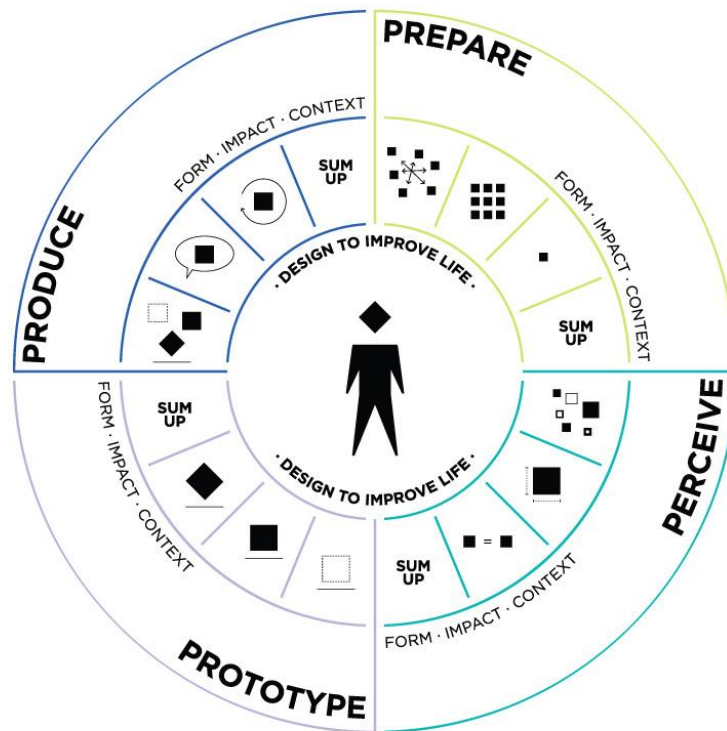 PREPARE
FORM · IMPACT · CONTEXT
SUM
UP
PERCEIVE
FORM · IMPACT · CONTEXT
=
SUM
UP
PROTOTYPE
FORM · IMPACT · CONTEXT
SUM
UP
PRODUCE
FORM · IMPACT · CONTEXT
SUM
UP
· DESIGN TO IMPROVE LIFE ·
· DESIGN TO IMPROVE LIFE ·